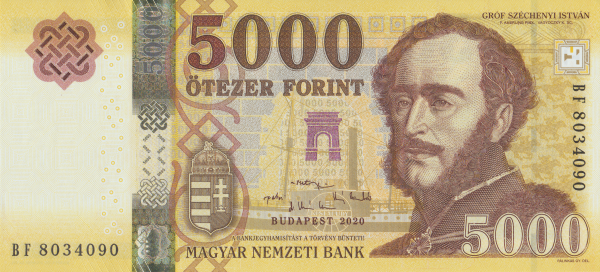 5000
GRÓF SZÉCHENYI ISTVÁN
ÖTEZER FORINT
BF 8034090
BUDAPEST 2020
A BANKJEGYHAMISÍTÁST A TÖRVÉNY BÜNTETI!
BF 8034090
MAGYAR NEMZETI BANK
5000